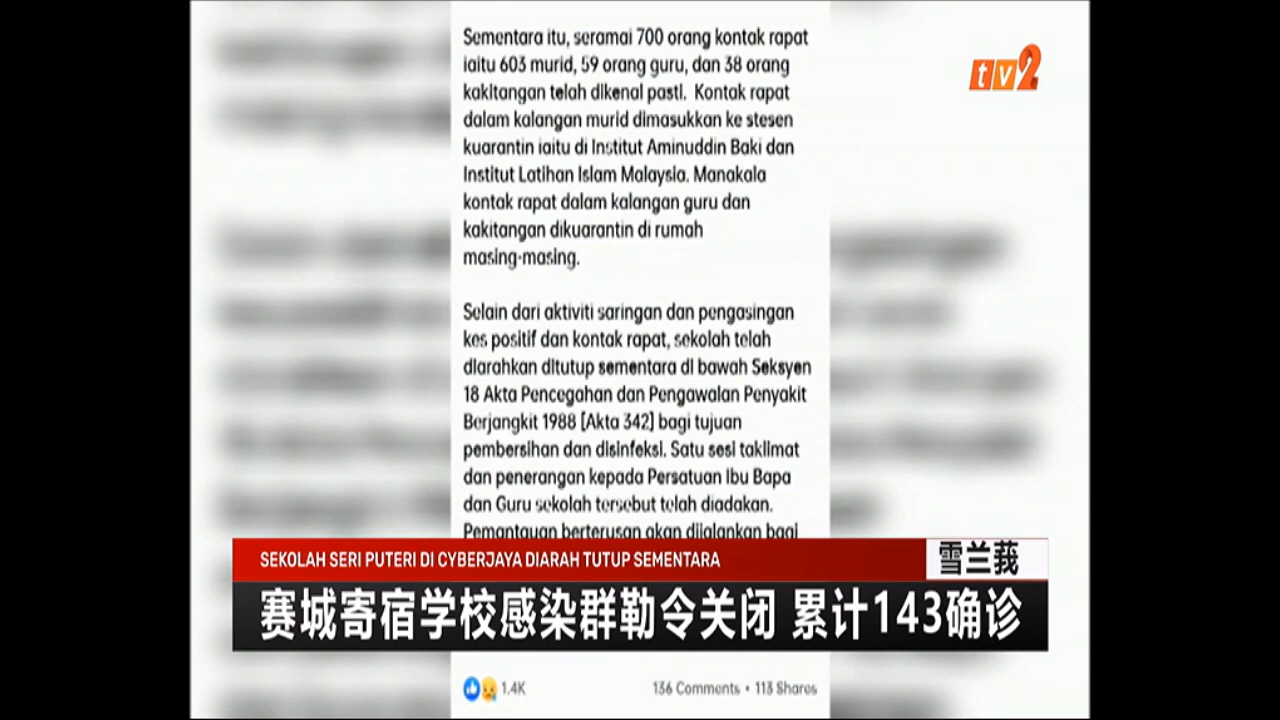 Sementara itu, seramai 700 orang kontak rapat
iaitu 603 murid, 59 orang guru, dan 38 orang
kakitangan telah dikenal pasti. Kontak rapat
dalam kalangan murid dimasukkan ke stesen
kuarantin iaitu di Institut Aminuddin Baki dan
Institut Latihan Islam Malaysia. Manakala
kontak rapat dalam kalangan guru dan
kakitangan dikuarantin di rumah
masing-masing.
Selain dari aktiviti saringan dan pengasingan
kes positif dan kontak rapat, sekolah telah
diarahkan ditutup sementara di bawah Seksyen
18 Akta Pencegahan dan Pengawalan Penyakit
Berjangkit 1988 [Akta 342] bagi tujuan
pembersihan dan disinfeksi. Satu sesi taklimat
dan penerangan kepada Persatuan Ibu Bapa
dan Guru sekolah tersebut telah diadakan.
Pemantauan berterusan akan dijalankan bagi
tv2
SEKOLAH SERI PUTERI DI CYBERJAYA DIARAH TUTUP SEMENTARA
雪兰莪
赛城寄宿学校感染群勒令关闭 累计143确诊
1.4K
136 Comments • 113 Shares